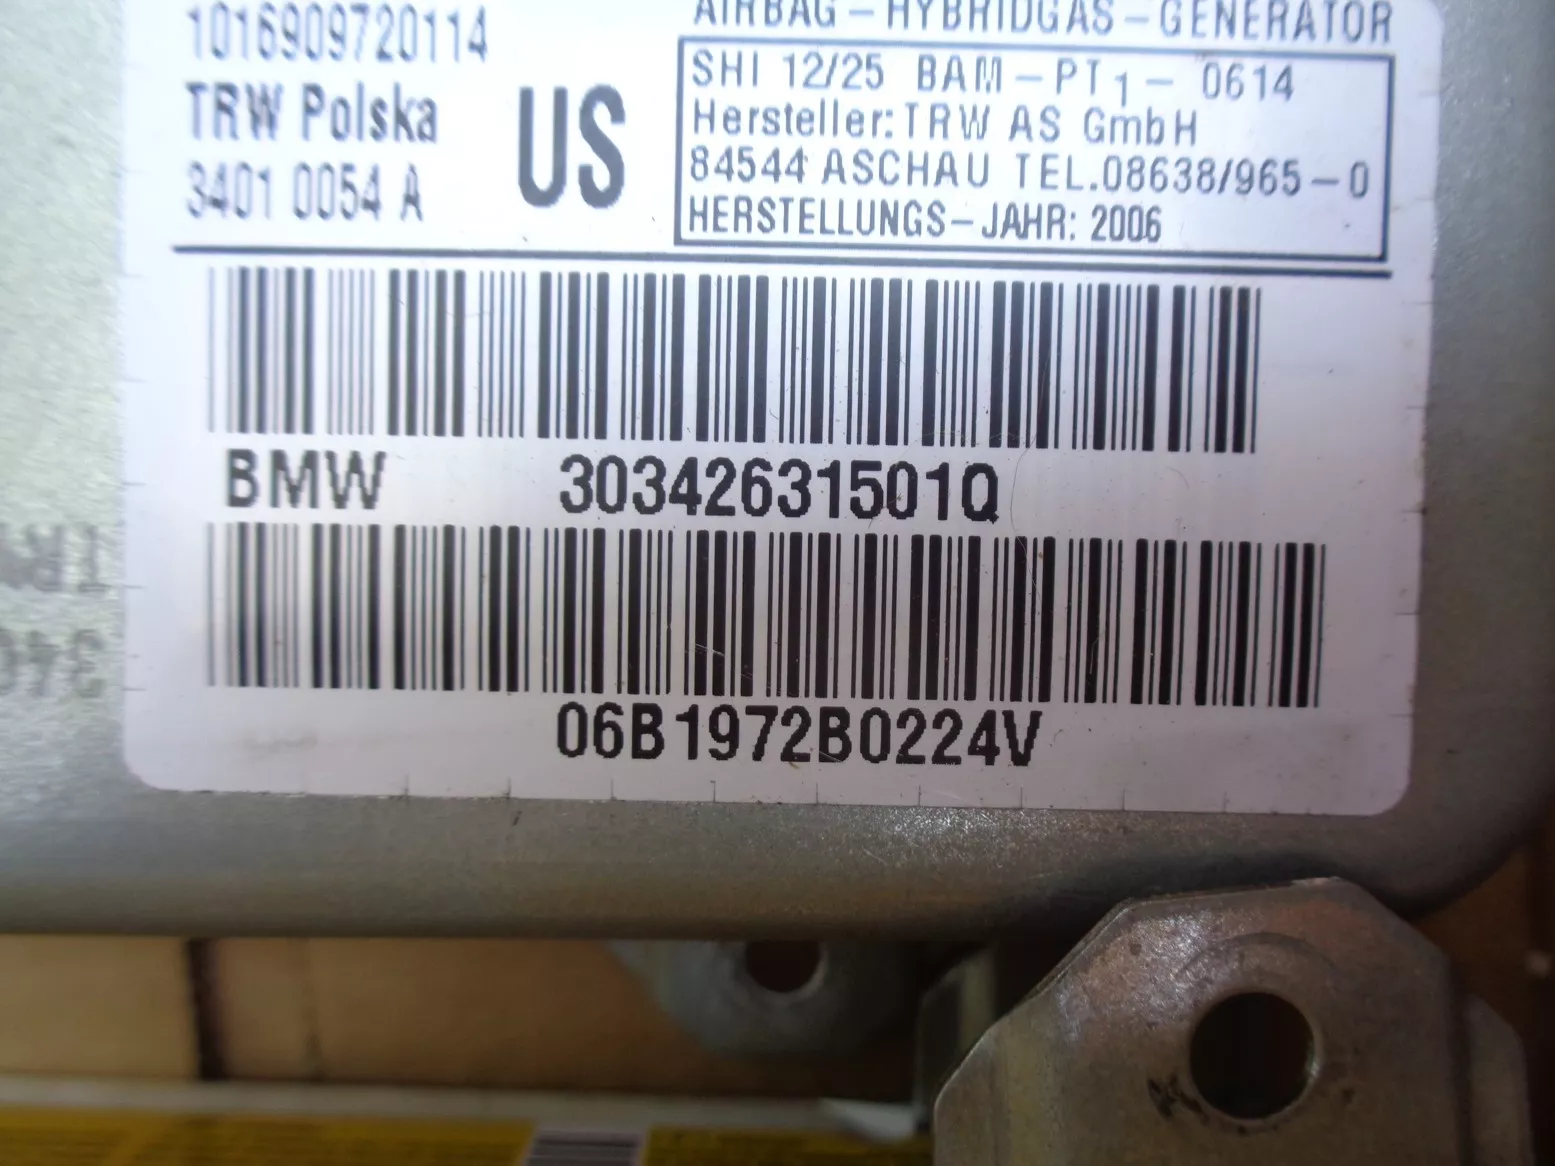 1016909720114
TRW Polska
3401 0054 A
US
AIRBAG-HYBRIDGAS-GENERATOR
SHI 12/25 BAM-PT1-0614
Hersteller: TRW AS GmbH
84544 ASCHAU TEL.08638/965-0
HERSTELLUNGS-JAHR: 2006
BMW 30342631501Q
06B1972B0224V